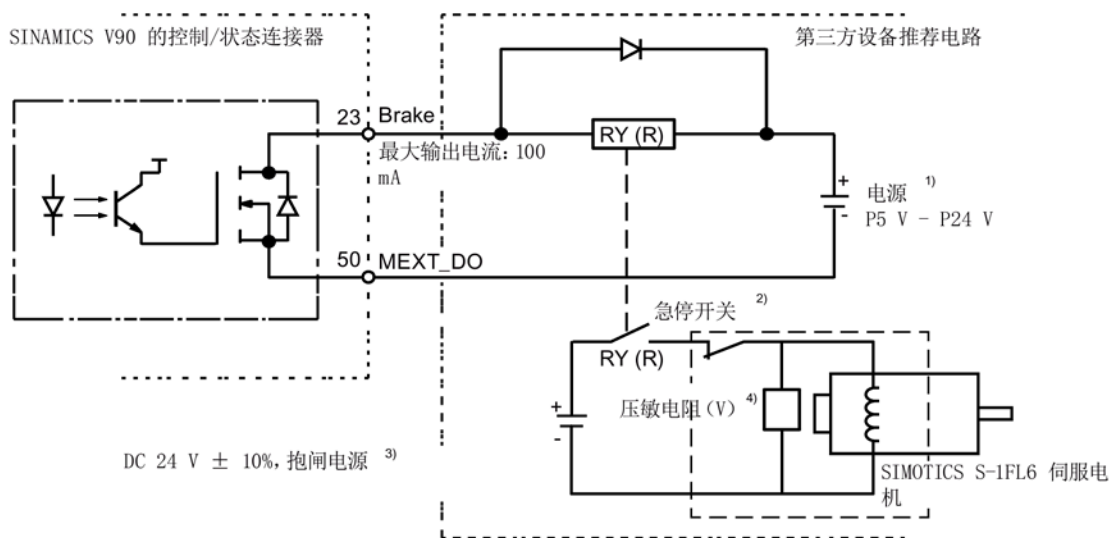 SINAMICS V90 的控制/状态连接器
第三方设备推荐电路
23
Brake
最大输出电流: 100
mA
RY (R)
+
-
电源 1)
P5 V - P24 V
50
MEXT_DO
急停开关 2)
RY (R)
+
-
压敏电阻(V) 4)
DC 24 V ± 10%, 抱闸电源 3)
SIMOTICS S-1FL6 伺服电
机